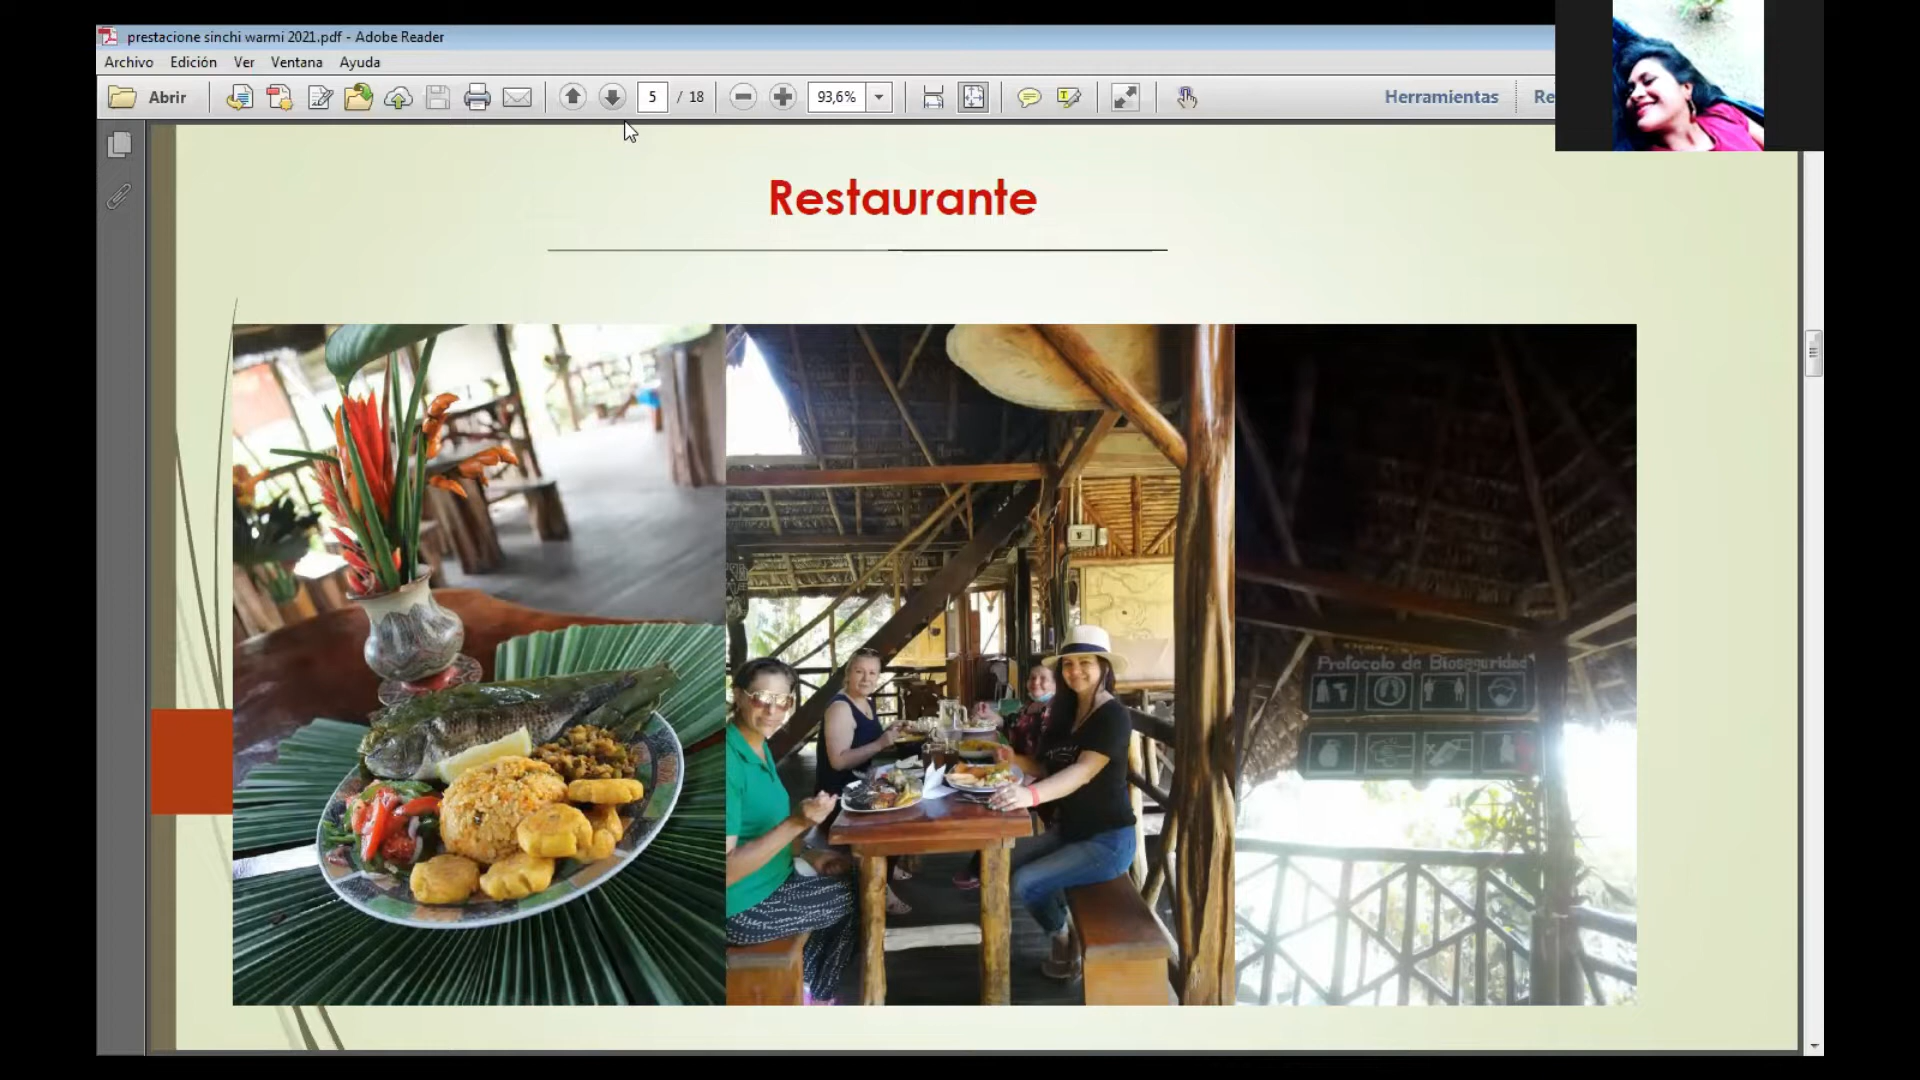 prestacione sinchi warmi 2021.pdf - Adobe Reader
Archivo Edición Ver Ventana Ayuda
Abrir 5 / 18 93,6% Herramientas Re
Restaurante
Protocolo de Bioseguridad